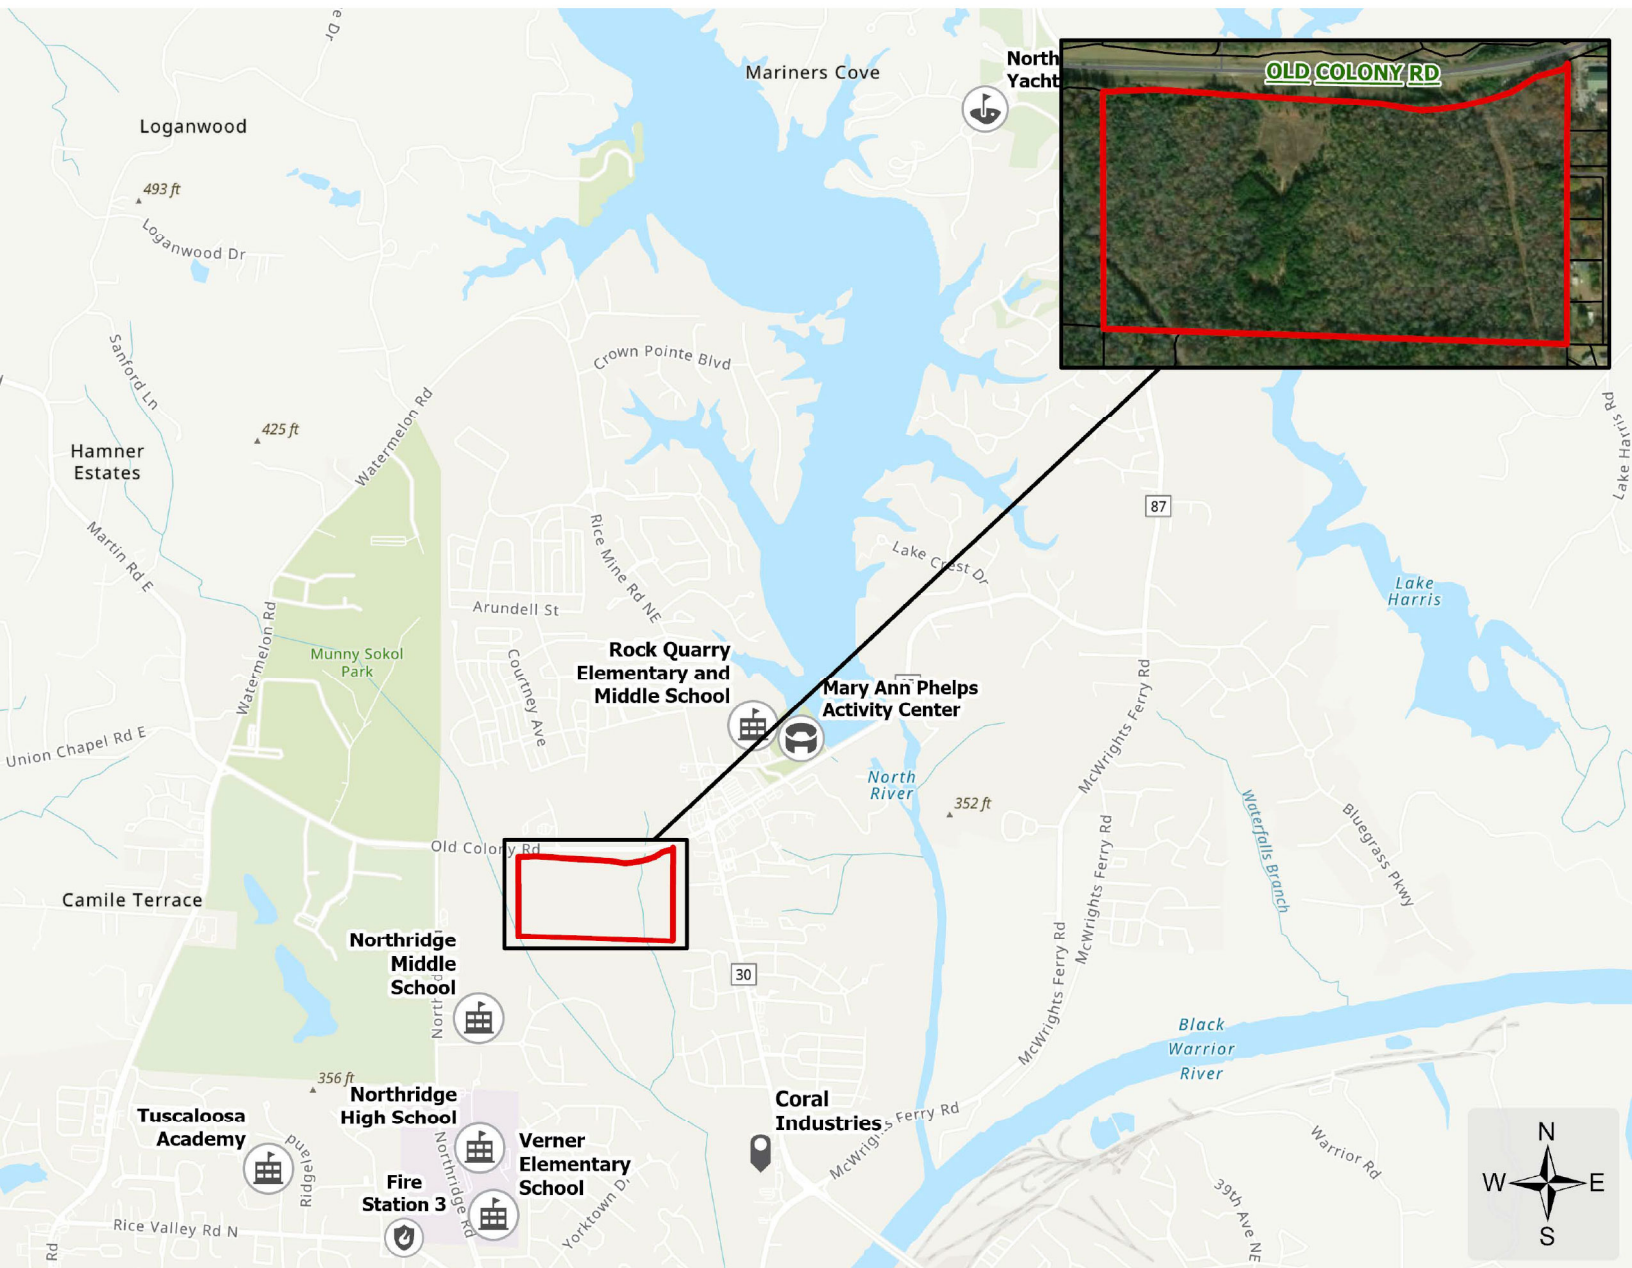 Mariners Cove
North
Yacht
OLD COLONY RD
Loganwood
493 ft
Loganwood Dr
Sanford Ln
Crown Pointe Blvd
Watermelon Rd
425 ft
Hamner
Estates
Lake Harris Rd
87
Martin Rd E
Rice Mine Rd NE
Lake Crest Dr
Lake
Harris
Arundell St
Watermelon Rd
Munny Sokol
Park
Courtney Ave
Rock Quarry
Elementary and
Middle School
Mary Ann Phelps
Activity Center
McWrights Ferry Rd
Union Chapel Rd E
North
River
352 ft
Waterfalls Branch
Bluegrass Pkwy
McWrights Ferry Rd
Old Colony Rd
Camile Terrace
Northridge
Middle
School
North
30
McWrights Ferry Rd
Black
Warrior
River
356 ft
Northridge
High School
Coral
Industries
McWrights Ferry Rd
Tuscaloosa
Academy
Ridgeland
Northridge Rd
Verner
Elementary
School
Fire
Station 3
Yorktown D
Rice Valley Rd N
Rd
Warrior Rd
39th Ave NE
N
W E
S